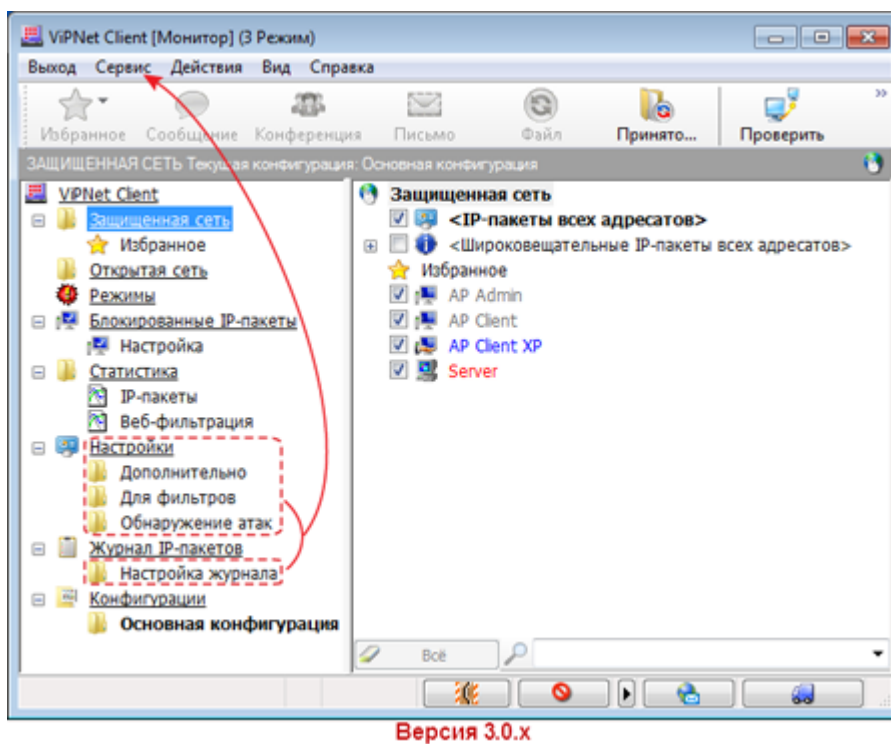 ViPNet Client [Монитор] (3 Режим)
Выход Сервис Действия Вид Справка
Избранное Сообщение Конференция Письмо Файл Принято... Проверить
ЗАЩИЩЕННАЯ СЕТЬ Текущая конфигурация: Основная конфигурация
ViPNet Client
Защищенная сеть
Избранное
Открытая сеть
Режимы
Блокированные IP-пакеты
Настройка
Статистика
IP-пакеты
Веб-фильтрация
Настройки
Дополнительно
Для фильтров
Обнаружение атак
Журнал IP-пакетов
Настройка журнала
Конфигурации
Основная конфигурация
Защищенная сеть
<IP-пакеты всех адресатов>
<Широковещательные IP-пакеты всех адресатов>
Избранное
AP Admin
AP Client
AP Client XP
Server
Всё
Версия 3.0.x